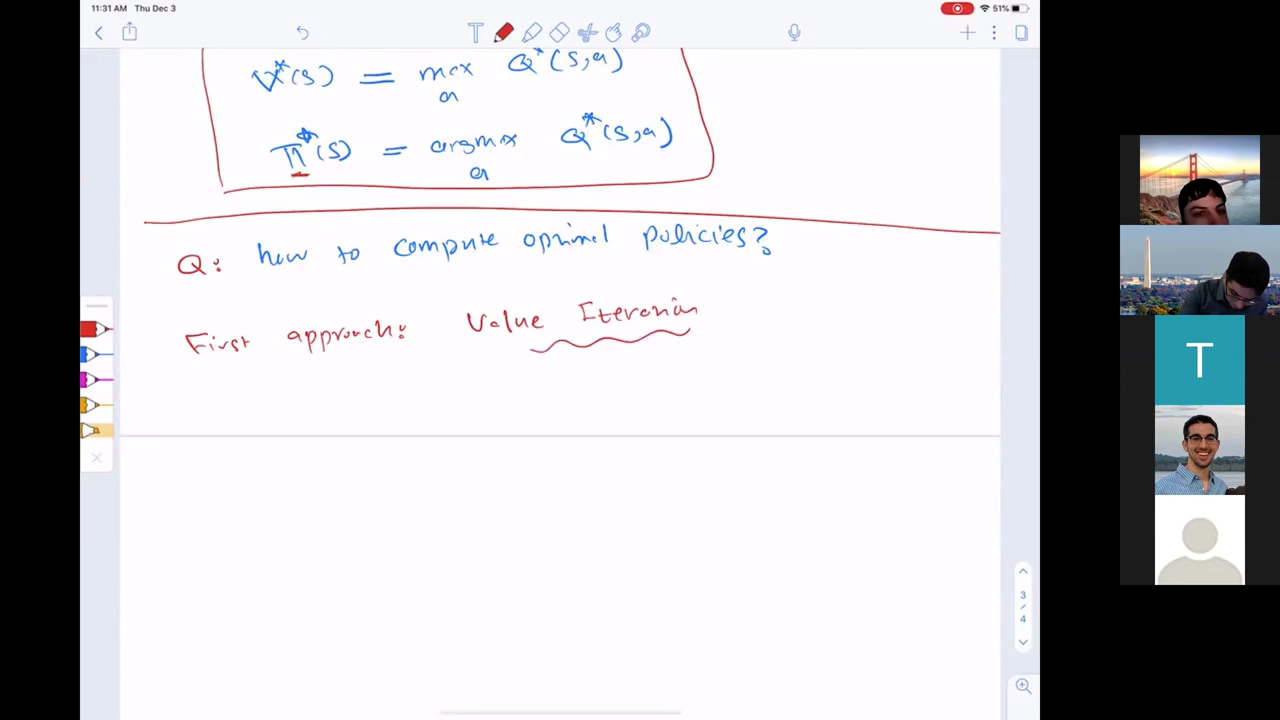 11:31 AM Thu Dec 3
51%
V*(s) = max Q*(s,a)
a
π*(s) = argmax Q*(s,a)
a
Q: how to compute optimal policies?
First approach: Value Iteration
T
3
/
4